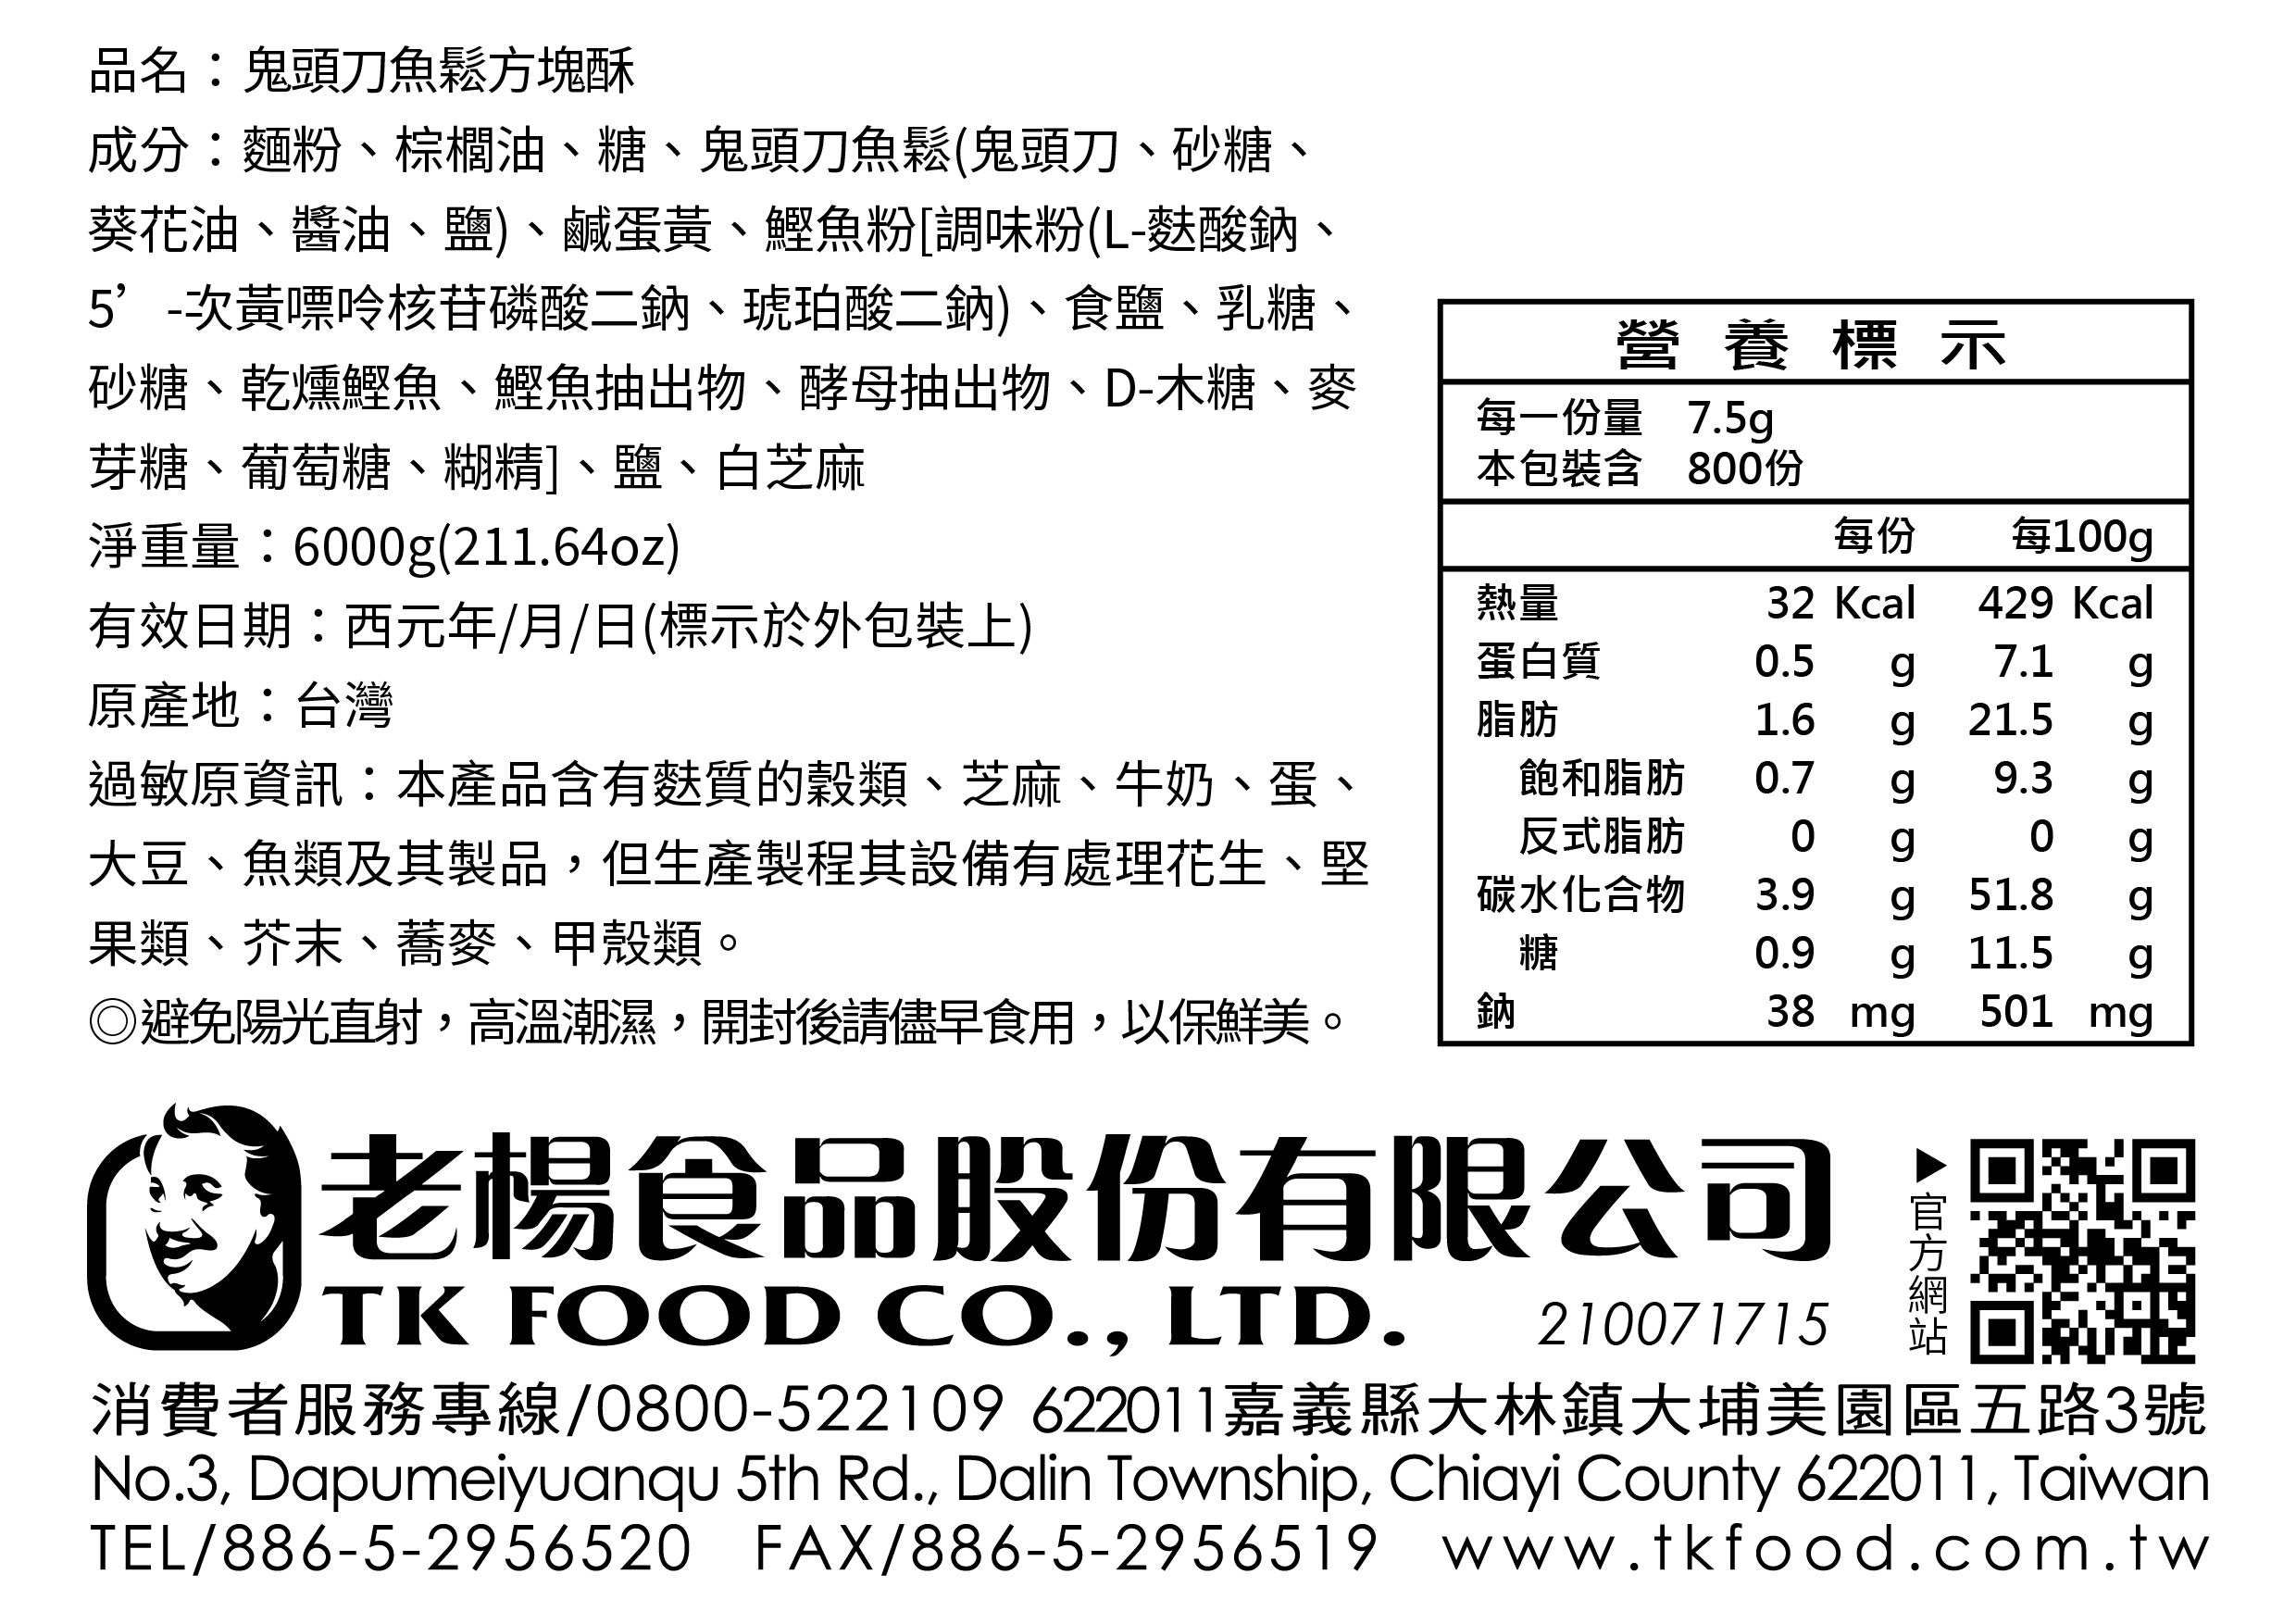 品名：鬼頭刀魚鬆方塊酥
成分：麵粉、棕櫚油、糖、鬼頭刀魚鬆(鬼頭刀、砂糖、
葵花油、醬油、鹽)、鹹蛋黃、鰹魚粉[調味粉(L-麩酸鈉、
5’-次黃嘌呤核苷磷酸二鈉、琥珀酸二鈉)、食鹽、乳糖、
砂糖、乾燻鰹魚、鰹魚抽出物、酵母抽出物、D-木糖、麥
芽糖、葡萄糖、糊精]、鹽、白芝麻
淨重量：6000g(211.64oz)
有效日期：西元年/月/日(標示於外包裝上)
原產地：台灣
過敏原資訊：本產品含有麩質的穀類、芝麻、牛奶、蛋、
大豆、魚類及其製品，但生產製程其設備有處理花生、堅
果類、芥末、蕎麥、甲殼類。
◎避免陽光直射，高溫潮濕，開封後請儘早食用，以保鮮美。
營養標示
每一份量 7.5g
本包裝含 800份
每份 每100g
熱量 32 Kcal 429 Kcal
蛋白質 0.5 g 7.1 g
脂肪 1.6 g 21.5 g
飽和脂肪 0.7 g 9.3 g
反式脂肪 0 g 0 g
碳水化合物 3.9 g 51.8 g
糖 0.9 g 11.5 g
鈉 38 mg 501 mg
老楊食品股份有限公司
TK FOOD CO., LTD. 210071715
▶官方網站
消費者服務專線/0800-522109 622011嘉義縣大林鎮大埔美園區五路3號
No.3, Dapumeiyuanqu 5th Rd., Dalin Township, Chiayi County 622011, Taiwan
TEL/886-5-2956520 FAX/886-5-2956519 www.tkfood.com.tw